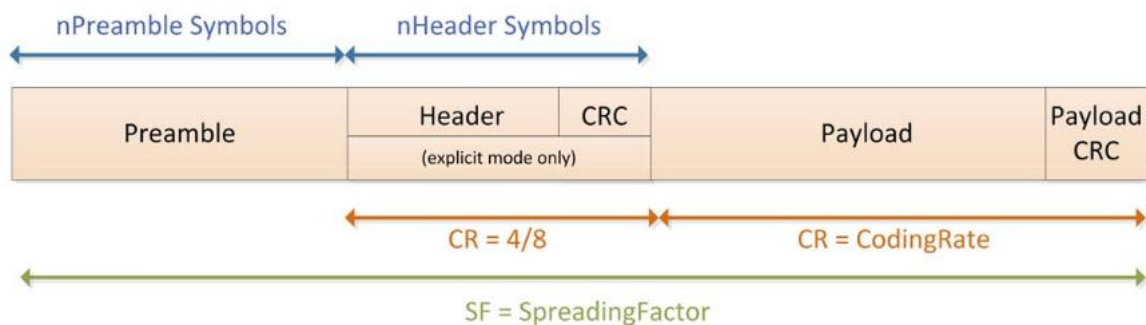 nPreamble Symbols nHeader Symbols
Preamble Header CRC Payload Payload CRC
(explicit mode only)
CR = 4/8 CR = CodingRate
SF = SpreadingFactor